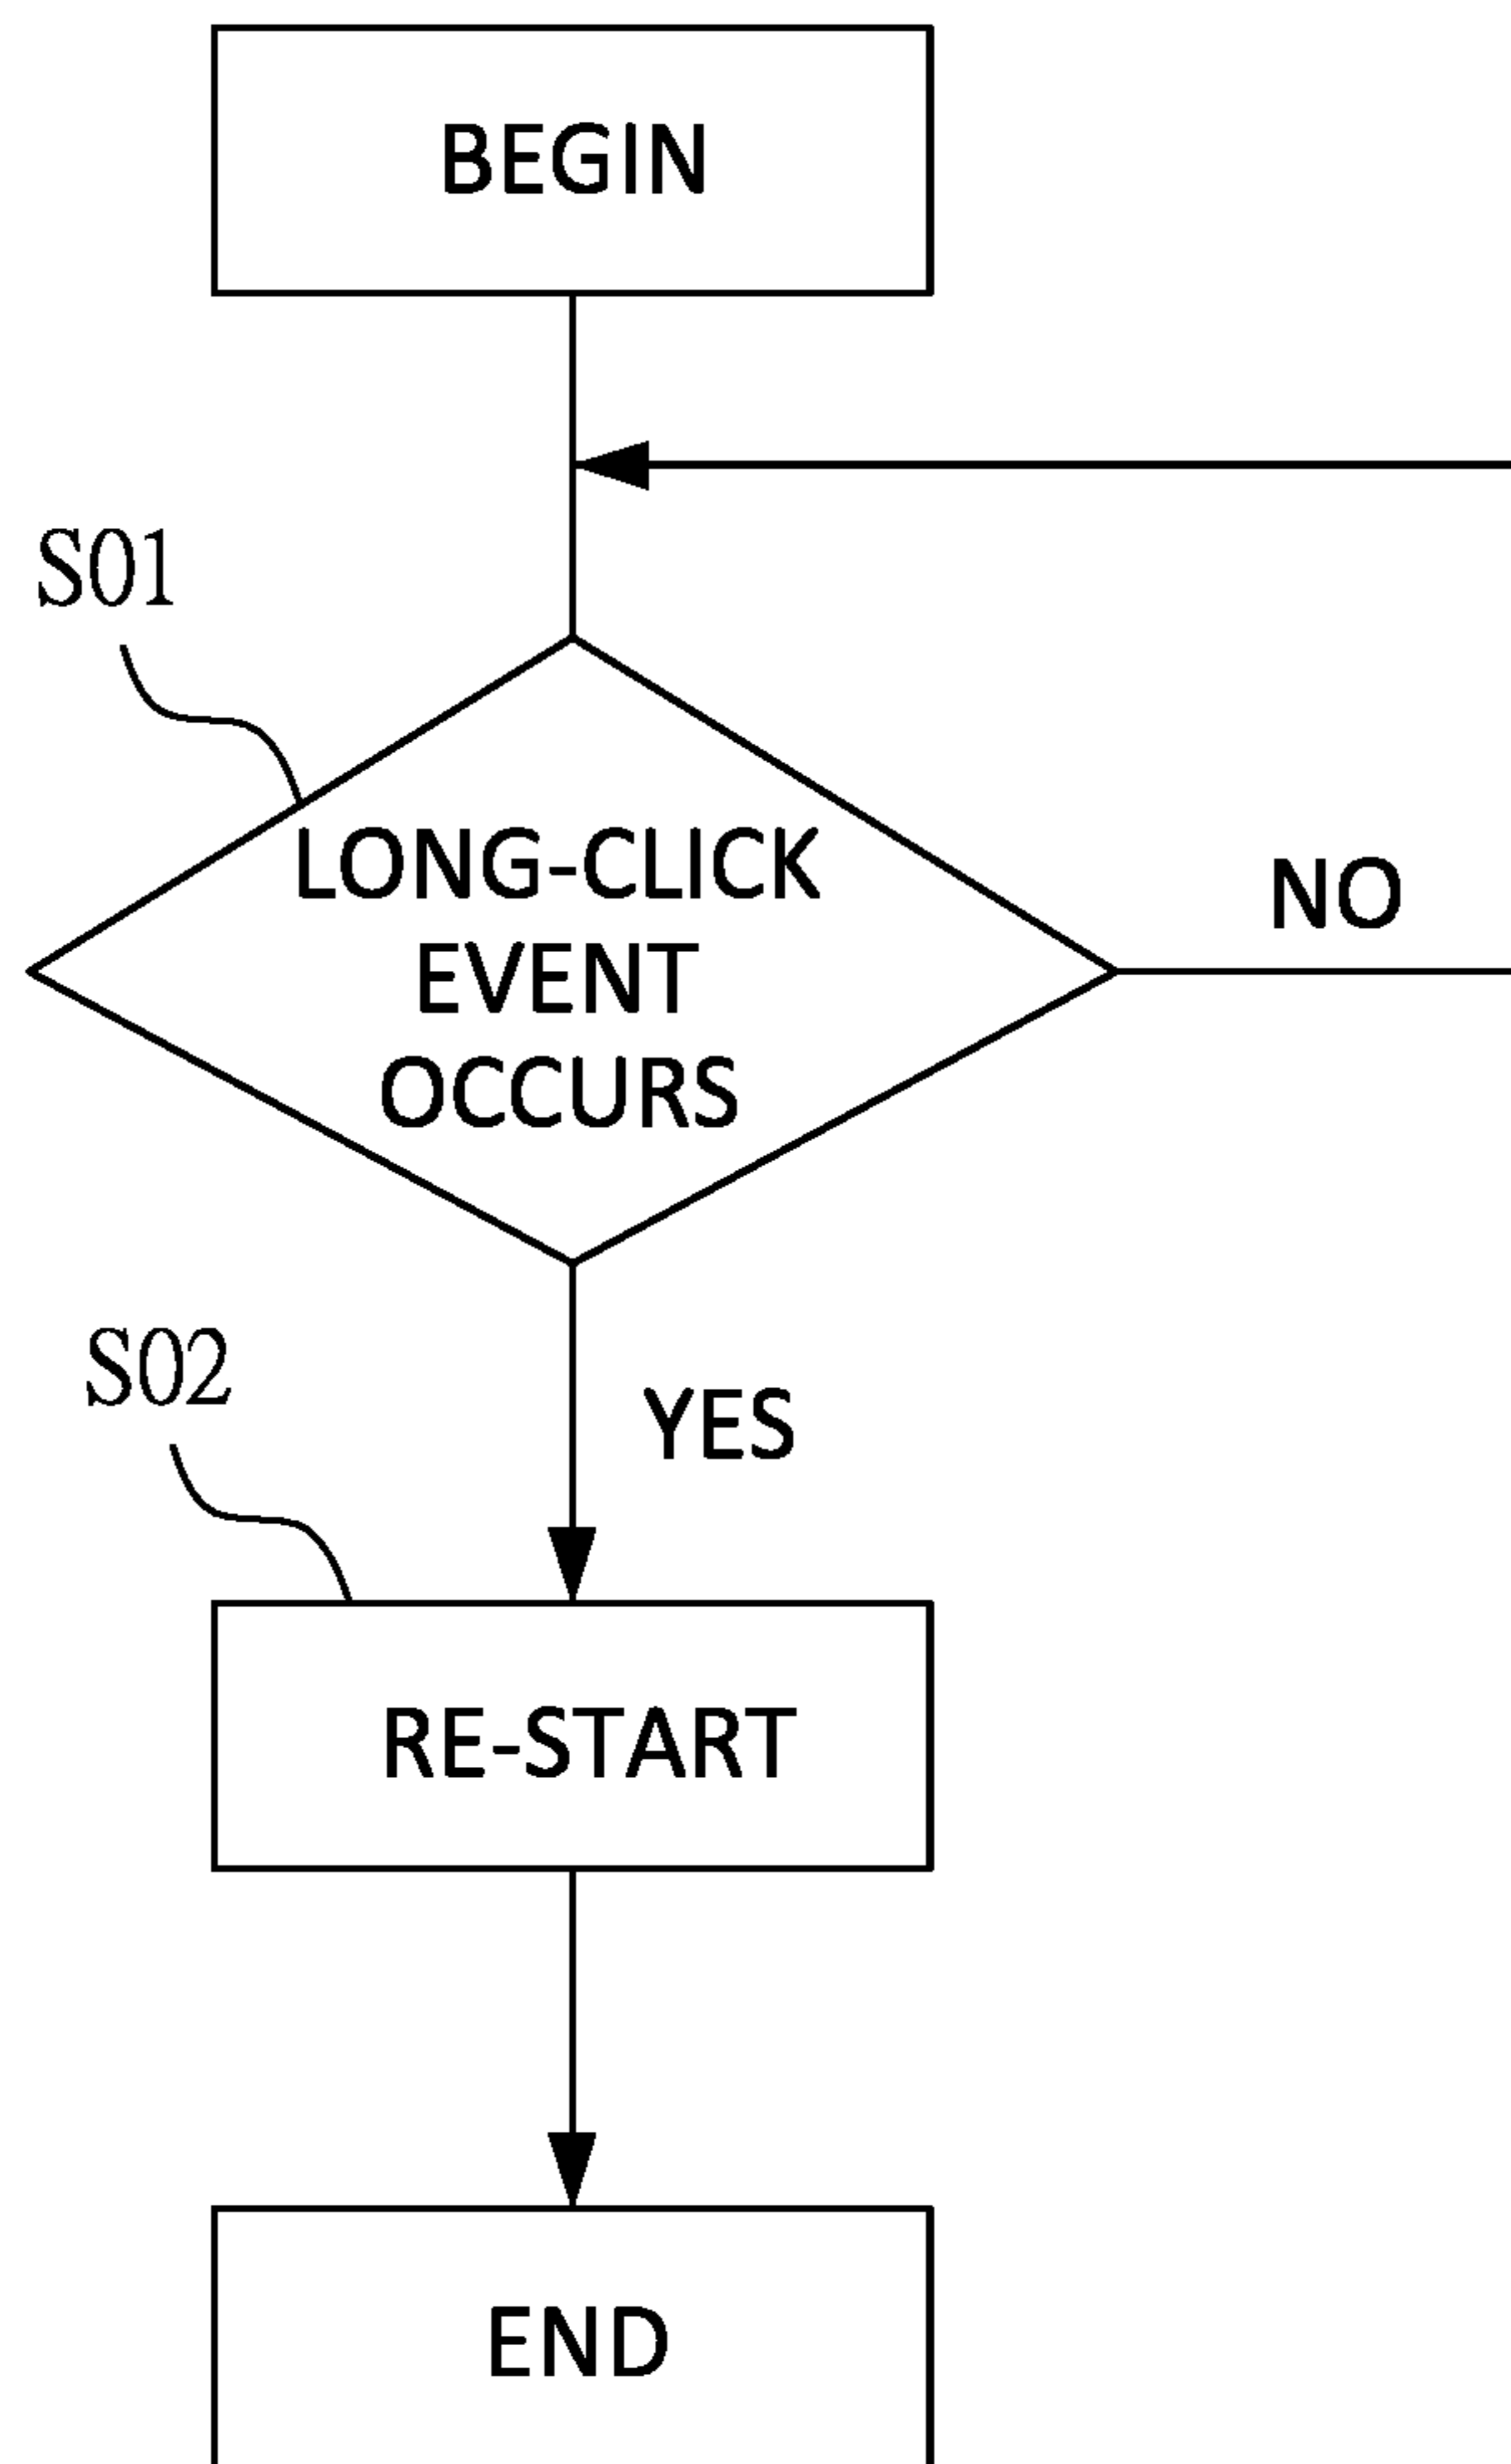 BEGIN
S01
LONG-CLICK
EVENT
OCCURS
NO
S02
YES
RE-START
END